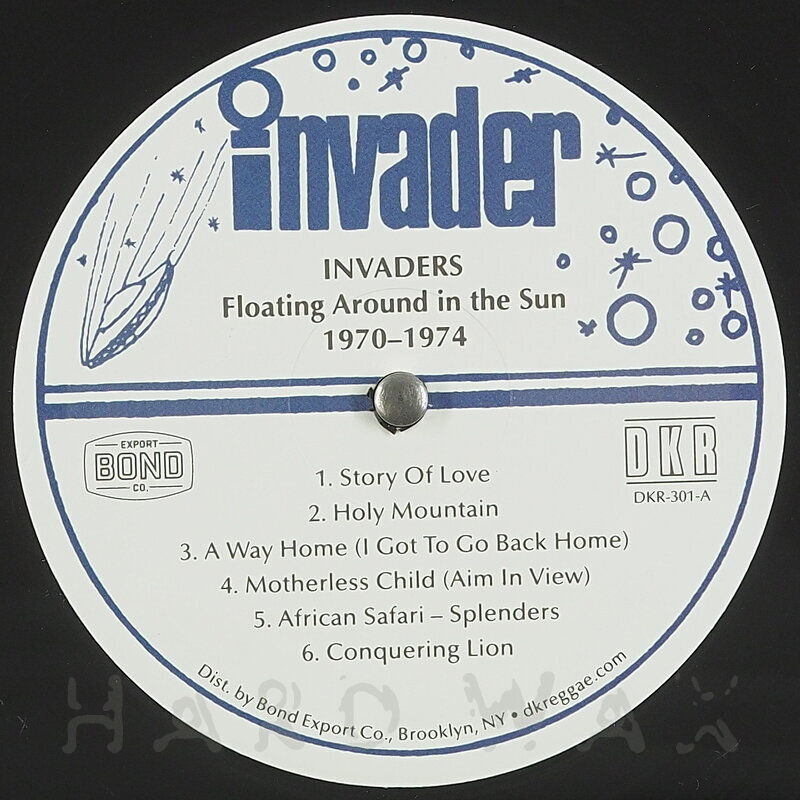 invader
INVADERS
Floating Around in the Sun
1970–1974
EXPORT
BOND
CO.
DKR
DKR-301-A
1. Story Of Love
2. Holy Mountain
3. A Way Home (I Got To Go Back Home)
4. Motherless Child (Aim In View)
5. African Safari – Splenders
6. Conquering Lion
Dist. by Bond Export Co., Brooklyn, NY • dkreggae.com
HARD WAX